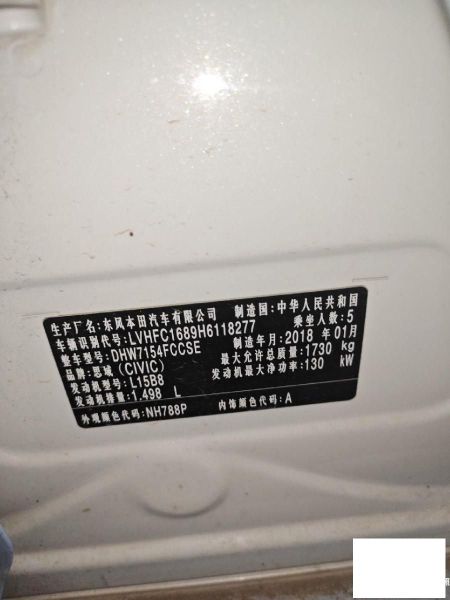 生产厂名:东风本田汽车有限公司 制造国:中华人民共和国
车辆识别代号:LVHFC1689H6118277 乘坐人数:5
整车型号:DHW7154FCCSE 制造年月:2018 年 01月
品牌:思域(CIVIC) 最大允许总质量:1730 kg
发动机型号:L15B8 发动机最大净功率:130 kW
发动机排量:1.498 L
外观颜色代码:NH788P 内饰颜色代码:A